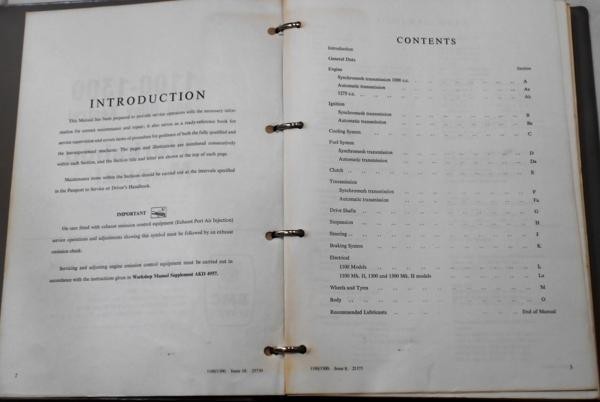 INTRODUCTION
This Manual has been prepared to provide service operators with the necessary infor-
mation for correct maintenance and repair; it also serves as a ready-reference book for
service supervision and covers items of procedure for guidance of both the fully qualified and
the inexperienced mechanic. The pages and illustrations are numbered consecutively
within each Section, and the Section title and letter are shown at the top of each page.
Maintenance items within the Sections should be carried out at the intervals specified
in the Passport to Service or Driver's Handbook.
IMPORTANT
On cars fitted with exhaust emission control equipment (Exhaust Port Air Injection)
service operations and adjustments showing this symbol must be followed by an exhaust
emission check.
Servicing and adjusting engine emission control equipment must be carried out in
accordance with the instructions given in Workshop Manual Supplement AKD 4957.
2
1100/1300. Issue 10.
CONTENTS
Introduction
General Data
Engine Section
Synchromesh transmission 1098 c.c. A
Automatic transmission Aa
1275 c.c. Ab
Ignition
Synchromesh transmission B
Automatic transmission Ba
Cooling System C
Fuel System
Synchromesh transmission D
Automatic transmission Da
Clutch E
Transmission
Synchromesh transmission F
Automatic transmission Fa
Drive Shafts G
Suspension H
Steering J
Braking System K
Electrical
1100 Models L
1100 Mk. II, 1300 and 1300 Mk. II models La
Wheels and Tyres M
Body O
Recommended Lubricants End of Manual
1100/1300. Issue 8.
3